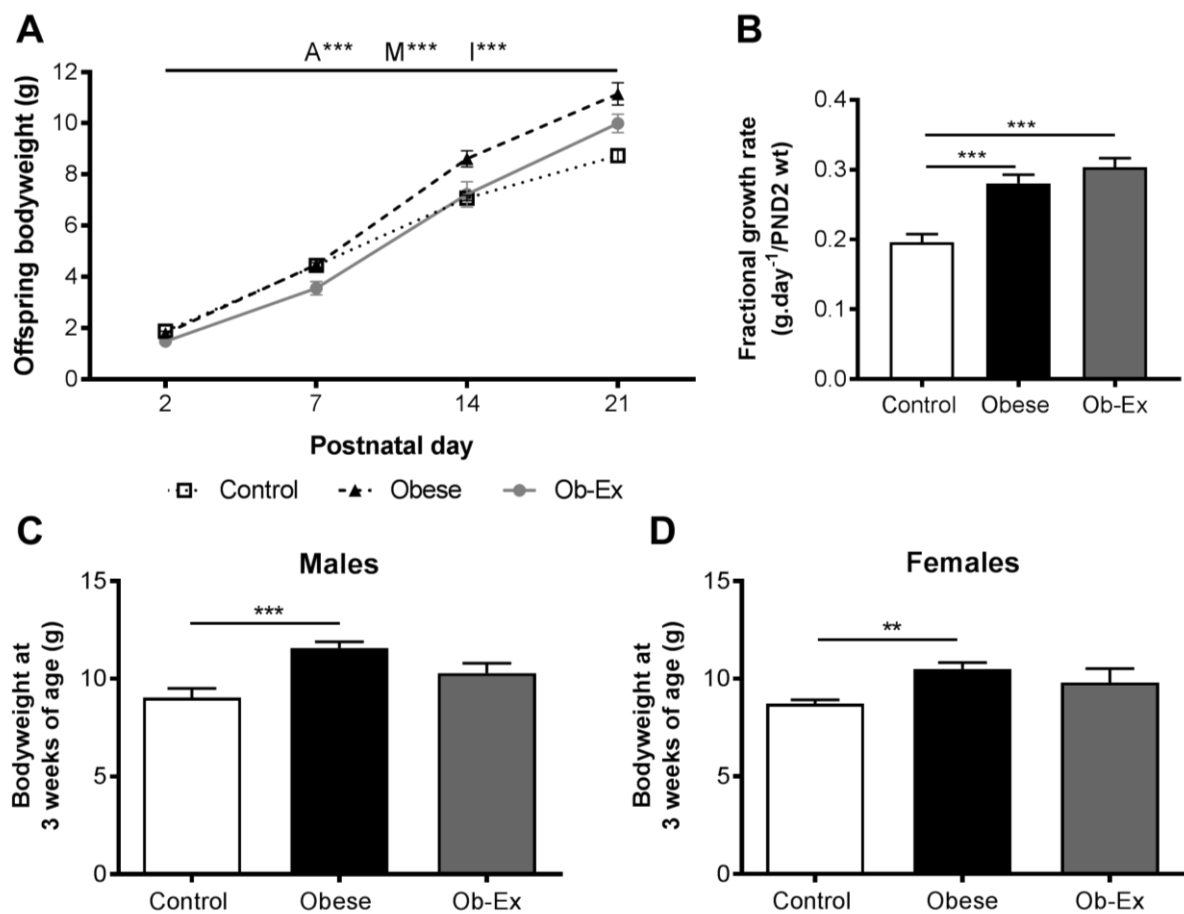 A
A*** M*** I***
Offspring bodyweight (g)
12
10
8
6
4
2
0
2 7 14 21
Postnatal day
Control Obese Ob-Ex
B
Fractional growth rate
(g.day⁻¹/PND2 wt)
0.4
0.3
0.2
0.1
0.0
***
***
Control Obese Ob-Ex
C
Males
Bodyweight at
3 weeks of age (g)
15
10
5
0
***
Control Obese Ob-Ex
D
Females
Bodyweight at
3 weeks of age (g)
15
10
5
0
**
Control Obese Ob-Ex